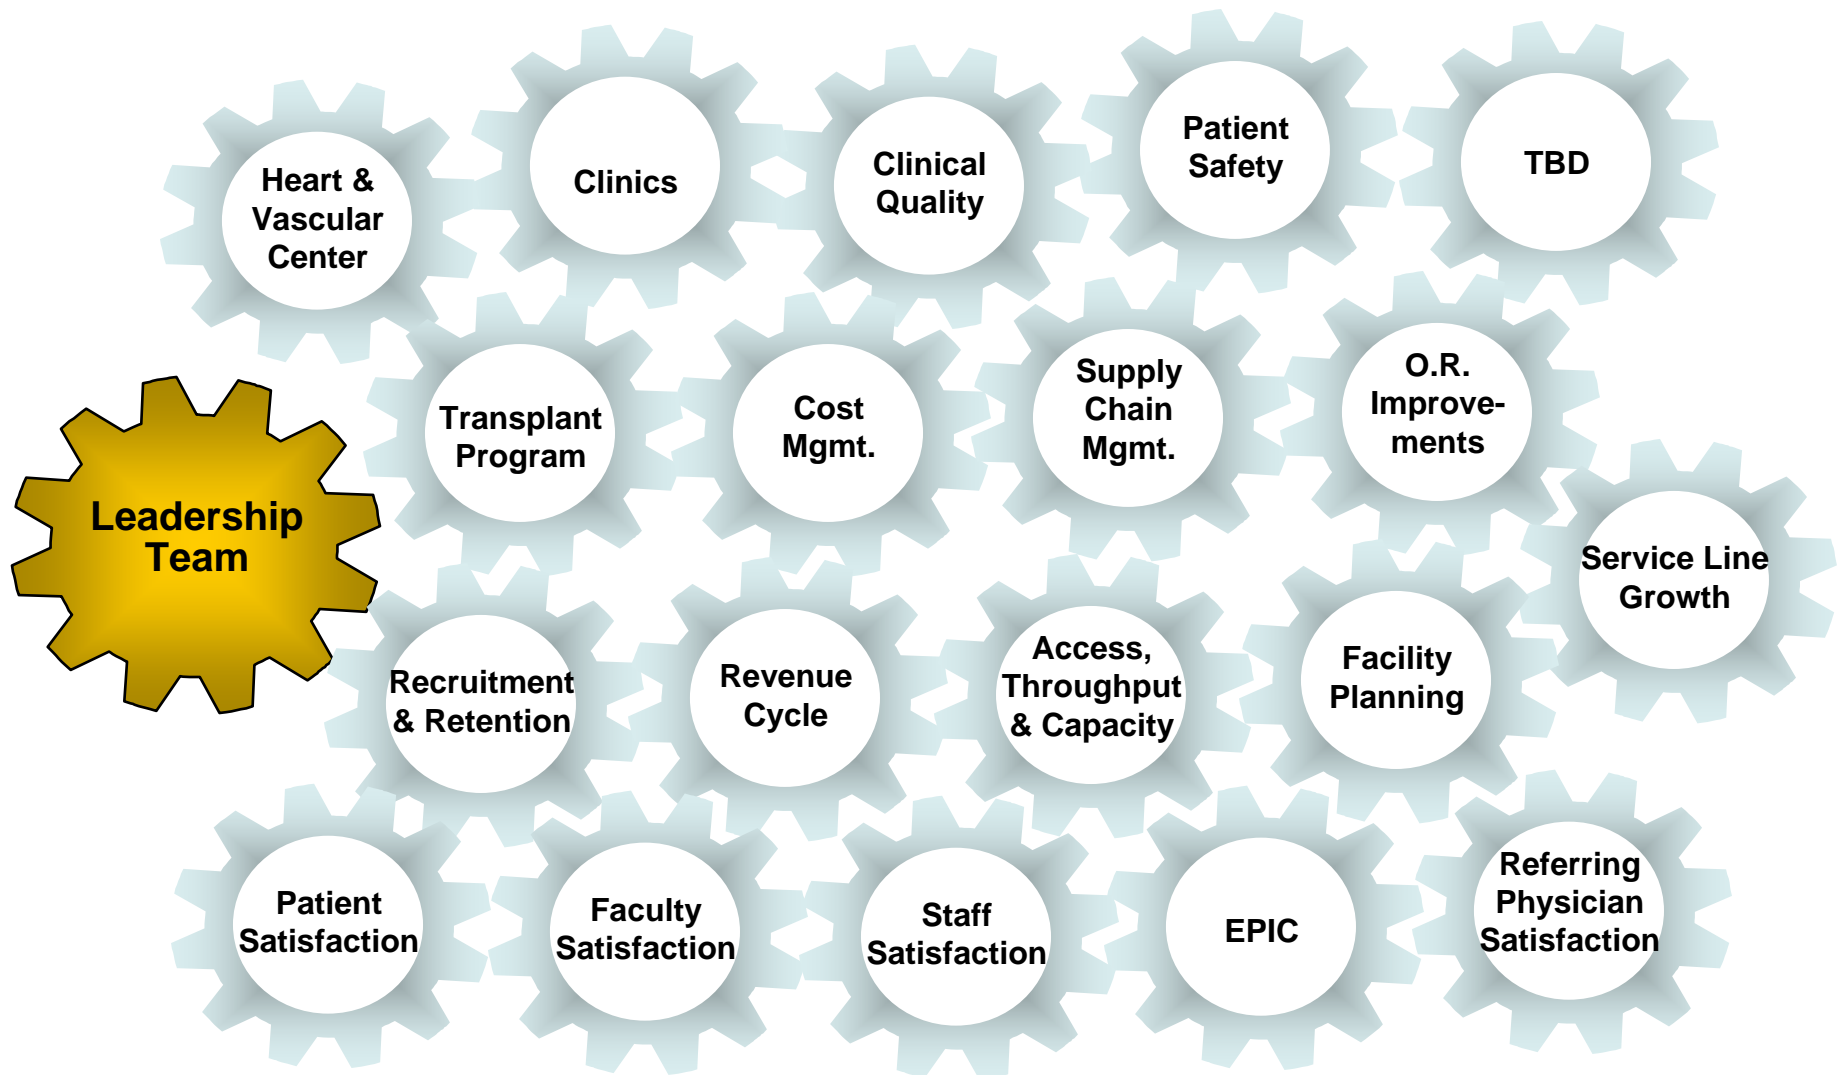 Heart &
Vascular
Center
Clinics
Clinical
Quality
Patient
Safety
TBD
Leadership
Team
Transplant
Program
Cost
Mgmt.
Supply
Chain
Mgmt.
O.R.
Improve-
ments
Service Line
Growth
Recruitment
& Retention
Revenue
Cycle
Access,
Throughput
& Capacity
Facility
Planning
Patient
Satisfaction
Faculty
Satisfaction
Staff
Satisfaction
EPIC
Referring
Physician
Satisfaction